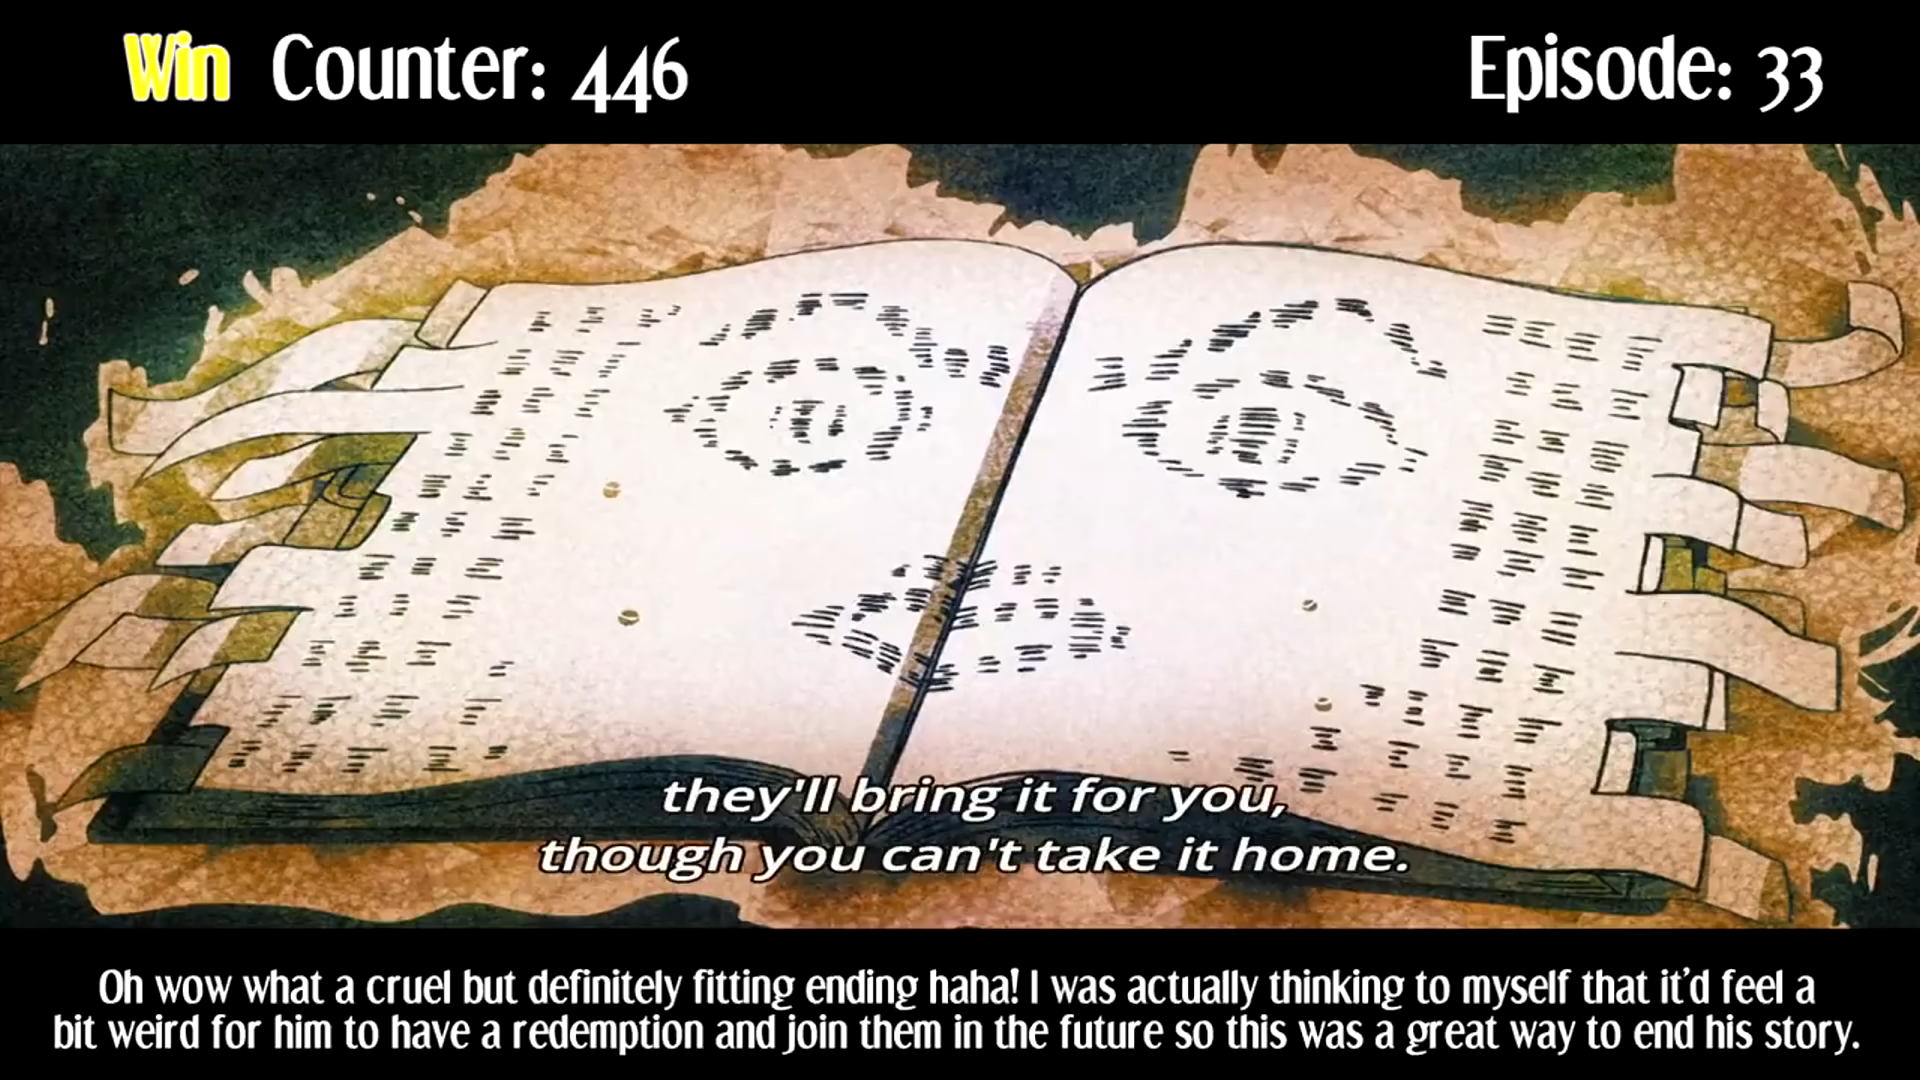 Win Counter: 446
Episode: 33
they'll bring it for you,
though you can't take it home.
Oh wow what a cruel but definitely fitting ending haha! I was actually thinking to myself that it'd feel a
bit weird for him to have a redemption and join them in the future so this was a great way to end his story.